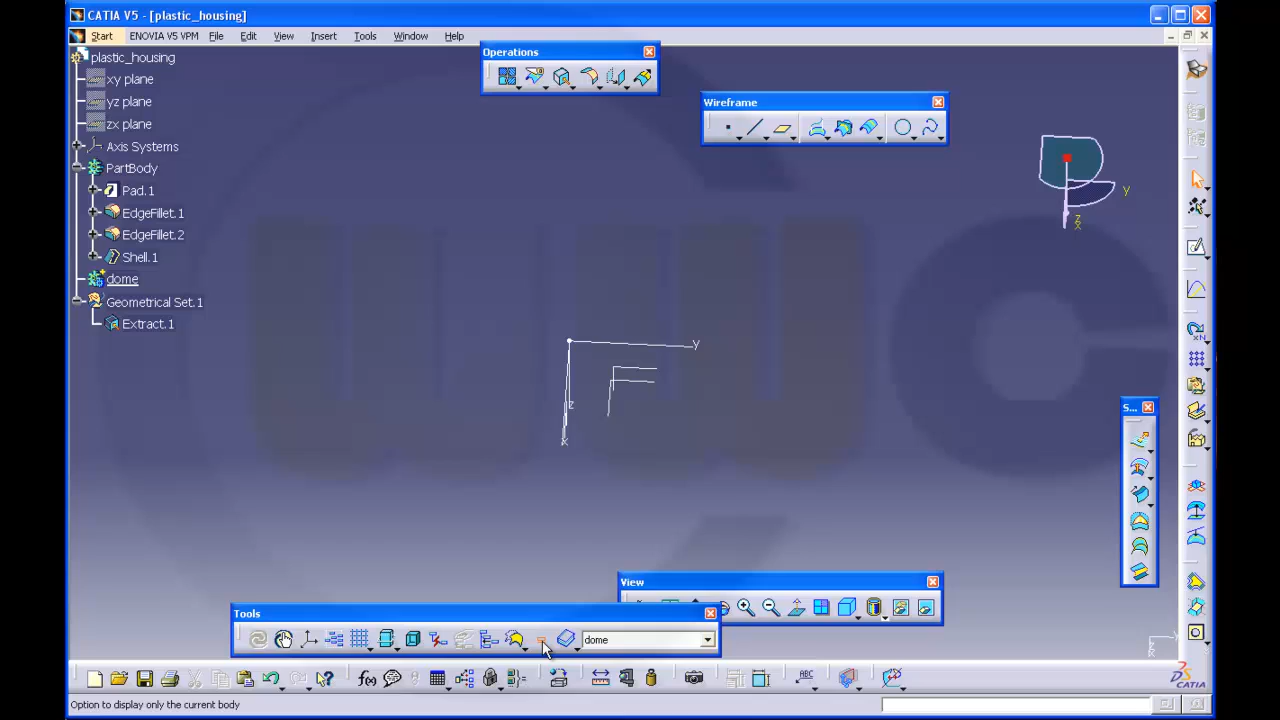 CATIA V5 - [plastic_housing]
Start ENOVIA V5 VPM File Edit View Insert Tools Window Help
Operations
Wireframe
plastic_housing
xy plane
yz plane
zx plane
Axis Systems
PartBody
Pad.1
EdgeFillet.1
EdgeFillet.2
Shell.1
dome
Geometrical Set.1
Extract.1
y
z
x
y
z
x
S...
View
Tools
dome
f(x)
ABC
CATIA
Option to display only the current body